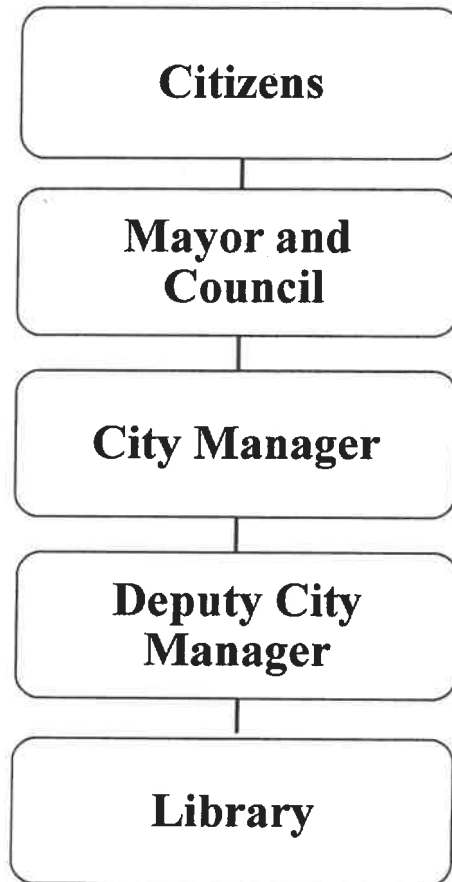 Citizens
Mayor and
Council
City Manager
Deputy City
Manager
Library